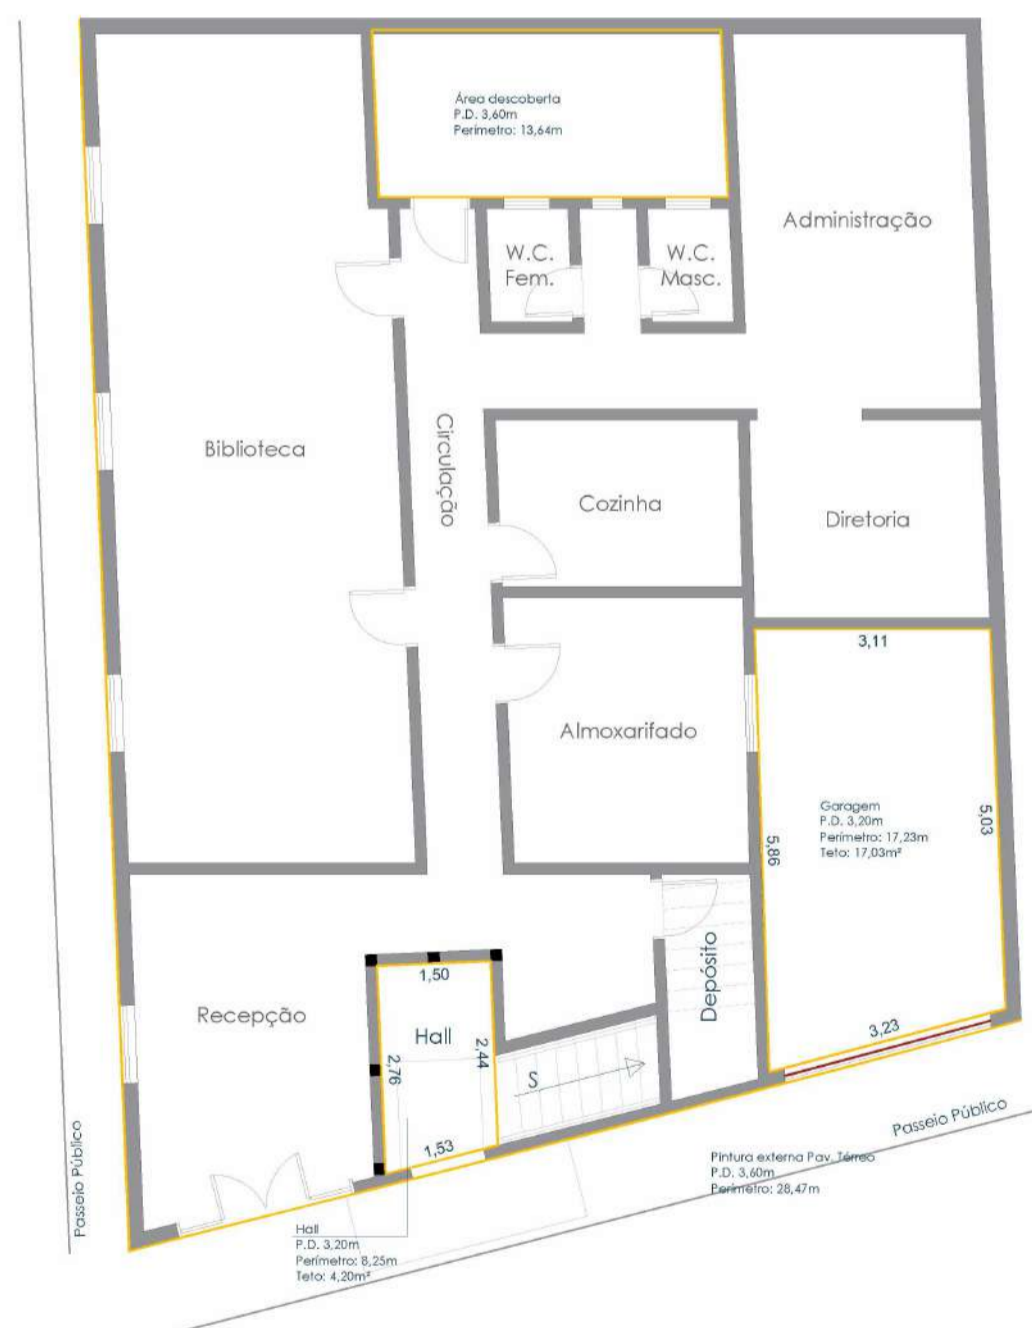 Área descoberta
P.D. 3,60m
Perímetro: 13,64m
Administração
W.C.
Fem.
W.C.
Masc.
Biblioteca
Circulação
Cozinha
Diretoria
3,11
Almoxarifado
Garagem
P.D. 3,20m
Perímetro: 17,23m
Teto: 17,03m²
5,03
5,86
Depósito
1,50
Recepção
Hall
2,76
2,44
S
3,23
1,53
Passeio Público
Passeio Público
Pintura externa Pav. Térreo
P.D. 3,60m
Perímetro: 28,47m
Hall
P.D. 3,20m
Perímetro: 8,25m
Teto: 4,20m²